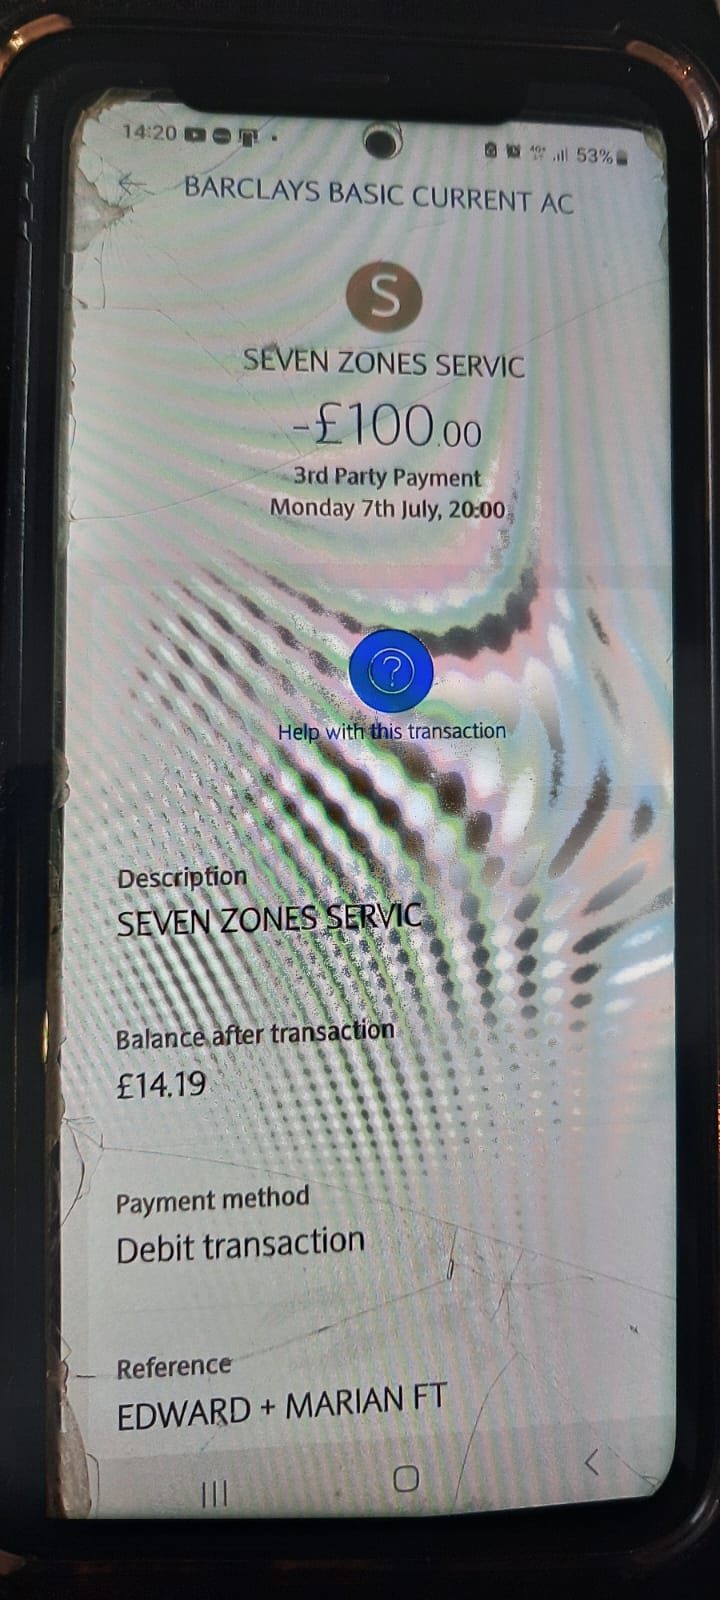 14:20
53%
BARCLAYS BASIC CURRENT AC
S
SEVEN ZONES SERVIC
-£100.00
3rd Party Payment
Monday 7th July, 20:00
?
Help with this transaction
Description
SEVEN ZONES SERVIC
Balance after transaction
£14.19
Payment method
Debit transaction
Reference
EDWARD + MARIAN FT